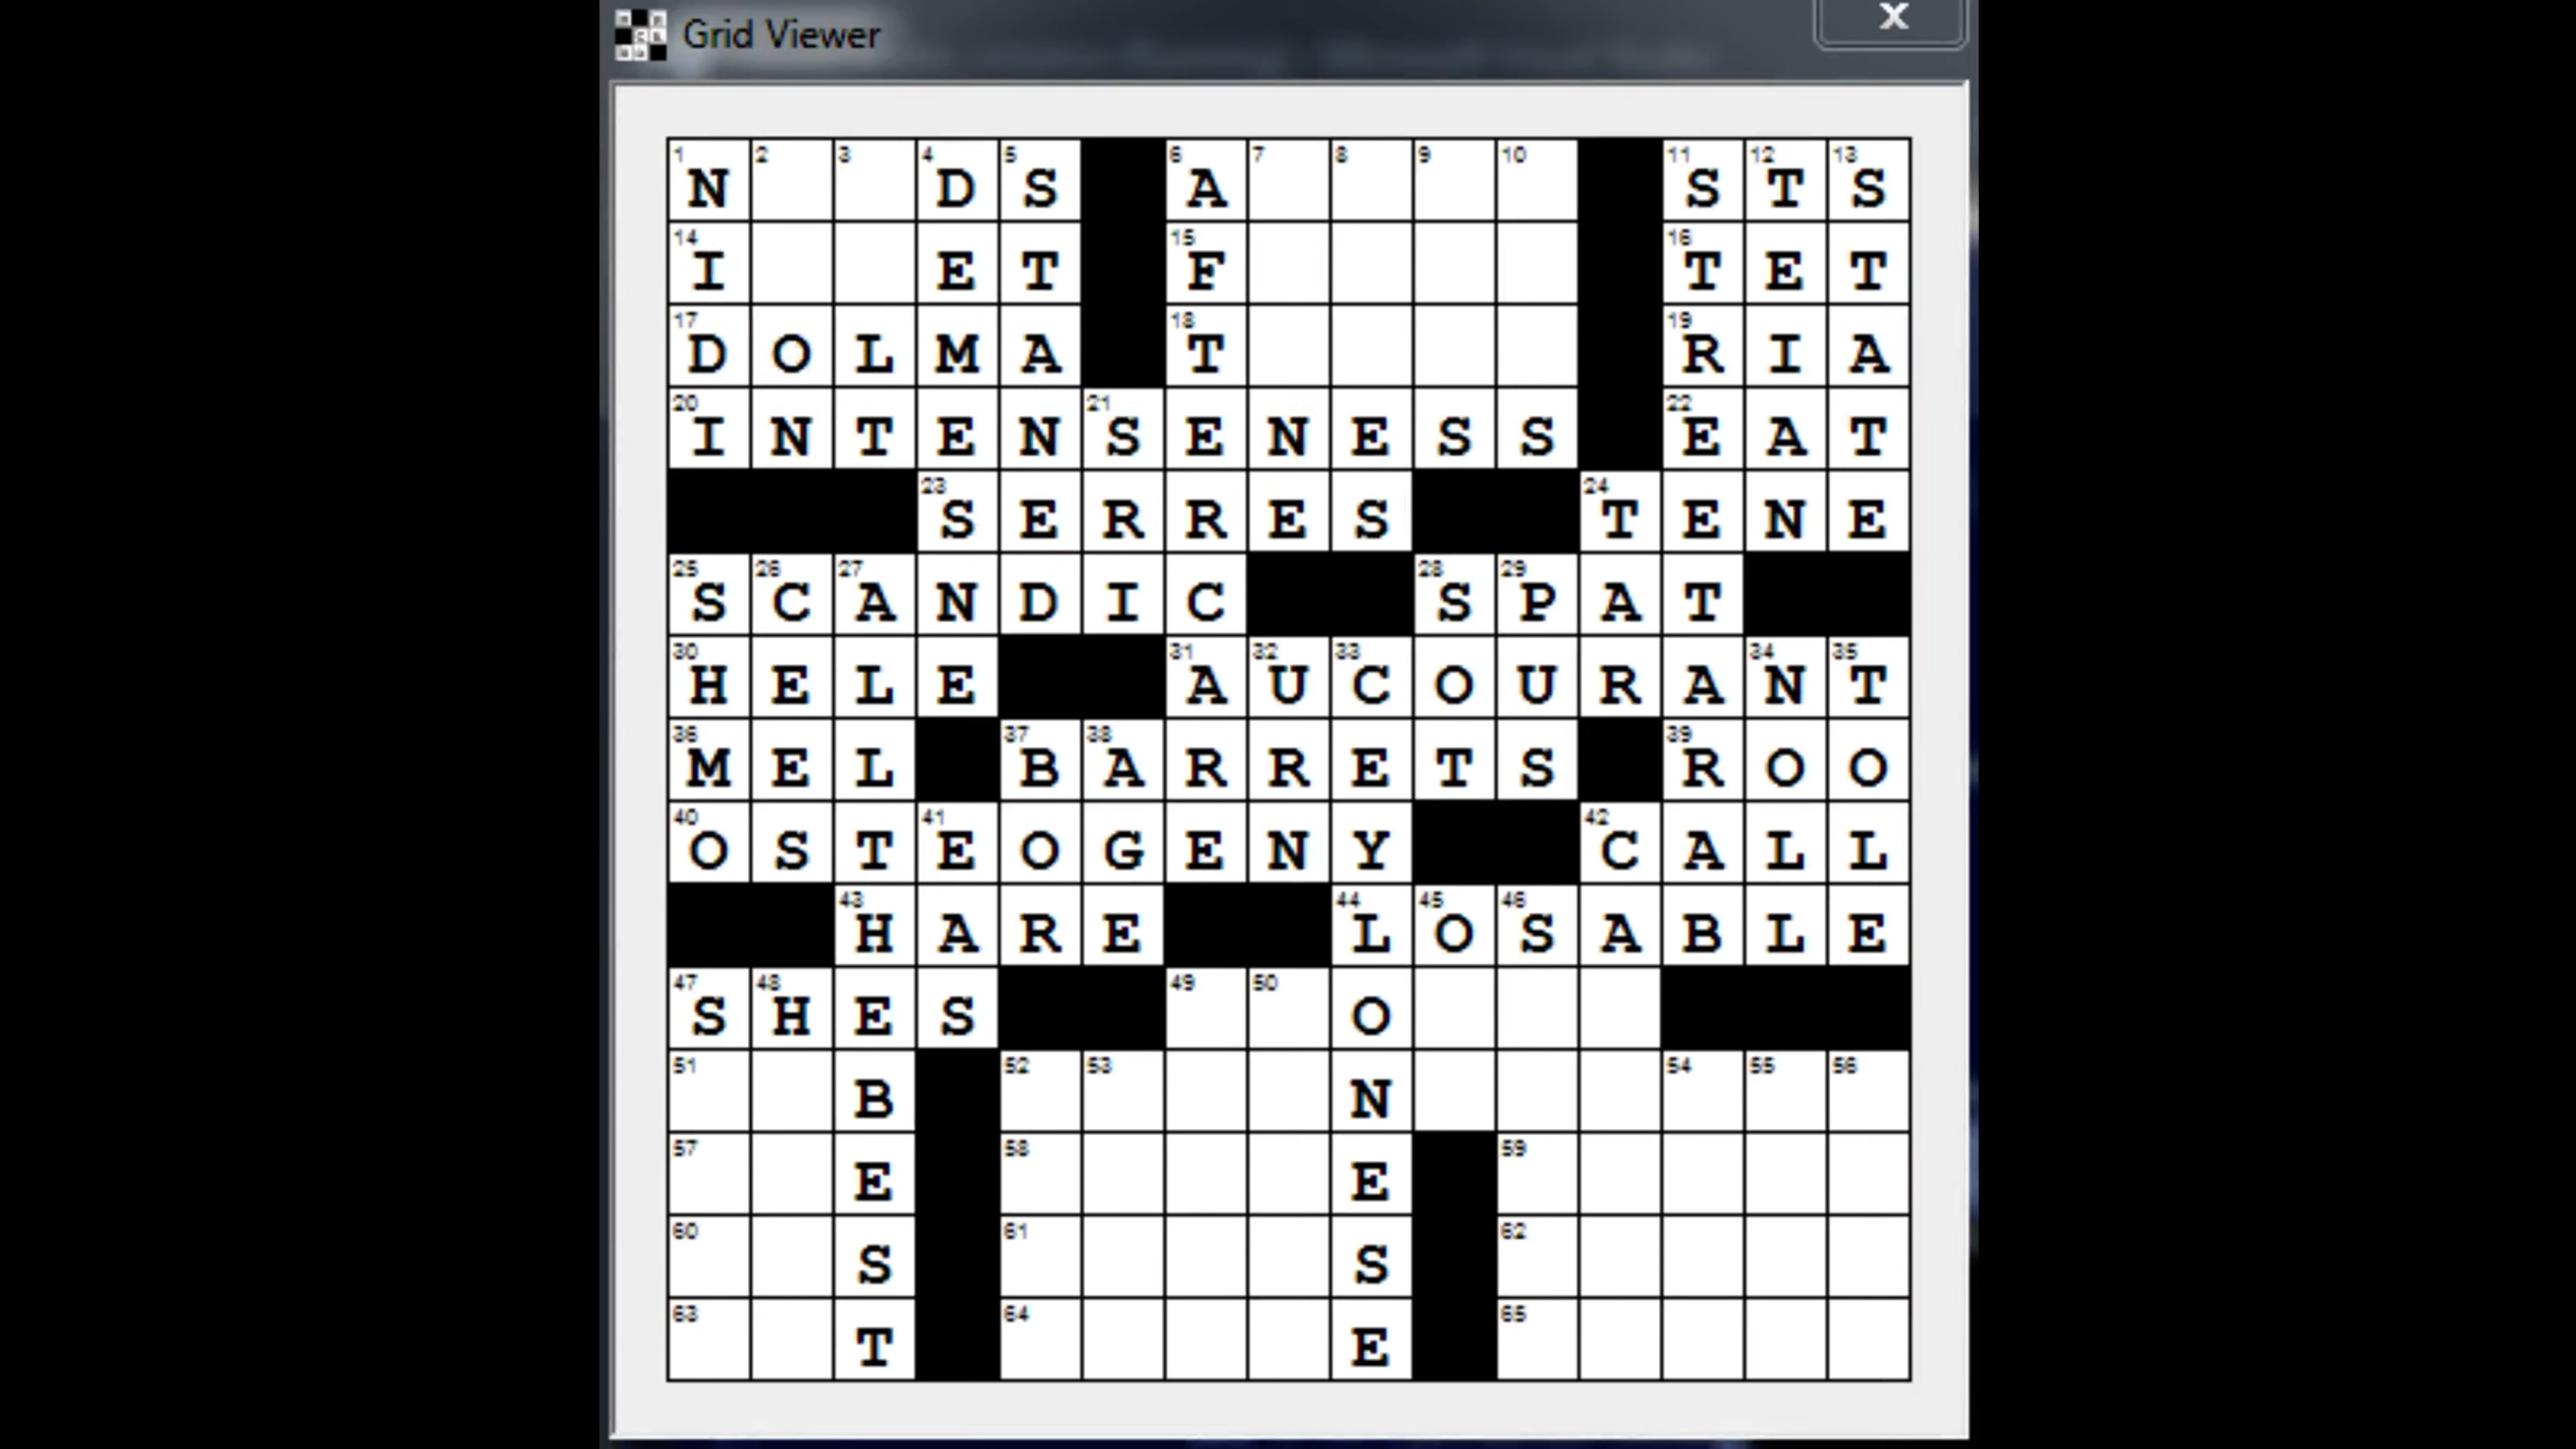 Grid Viewer
X
1 2 3 4 5 6 7 8 9 10 11 12 13
N D S A S T S
14 15 16
I E T F T E T
17 18 19
D O L M A T R I A
20 21 22
I N T E N S E N E S S E A T
23 24
S E R R E S T E N E
25 26 27 28 29
S C A N D I C S P A T
30 31 32 33 34 35
H E L E A U C O U R A N T
36 37 38 39
M E L B A R R E T S R O O
40 41 42
O S T E O G E N Y C A L L
43 44 45 46
H A R E L O S A B L E
47 48 49 50
S H E S O
51 52 53 54 55 56
B N
57 58 59
E E
60 61 62
S S
63 64 65
T E